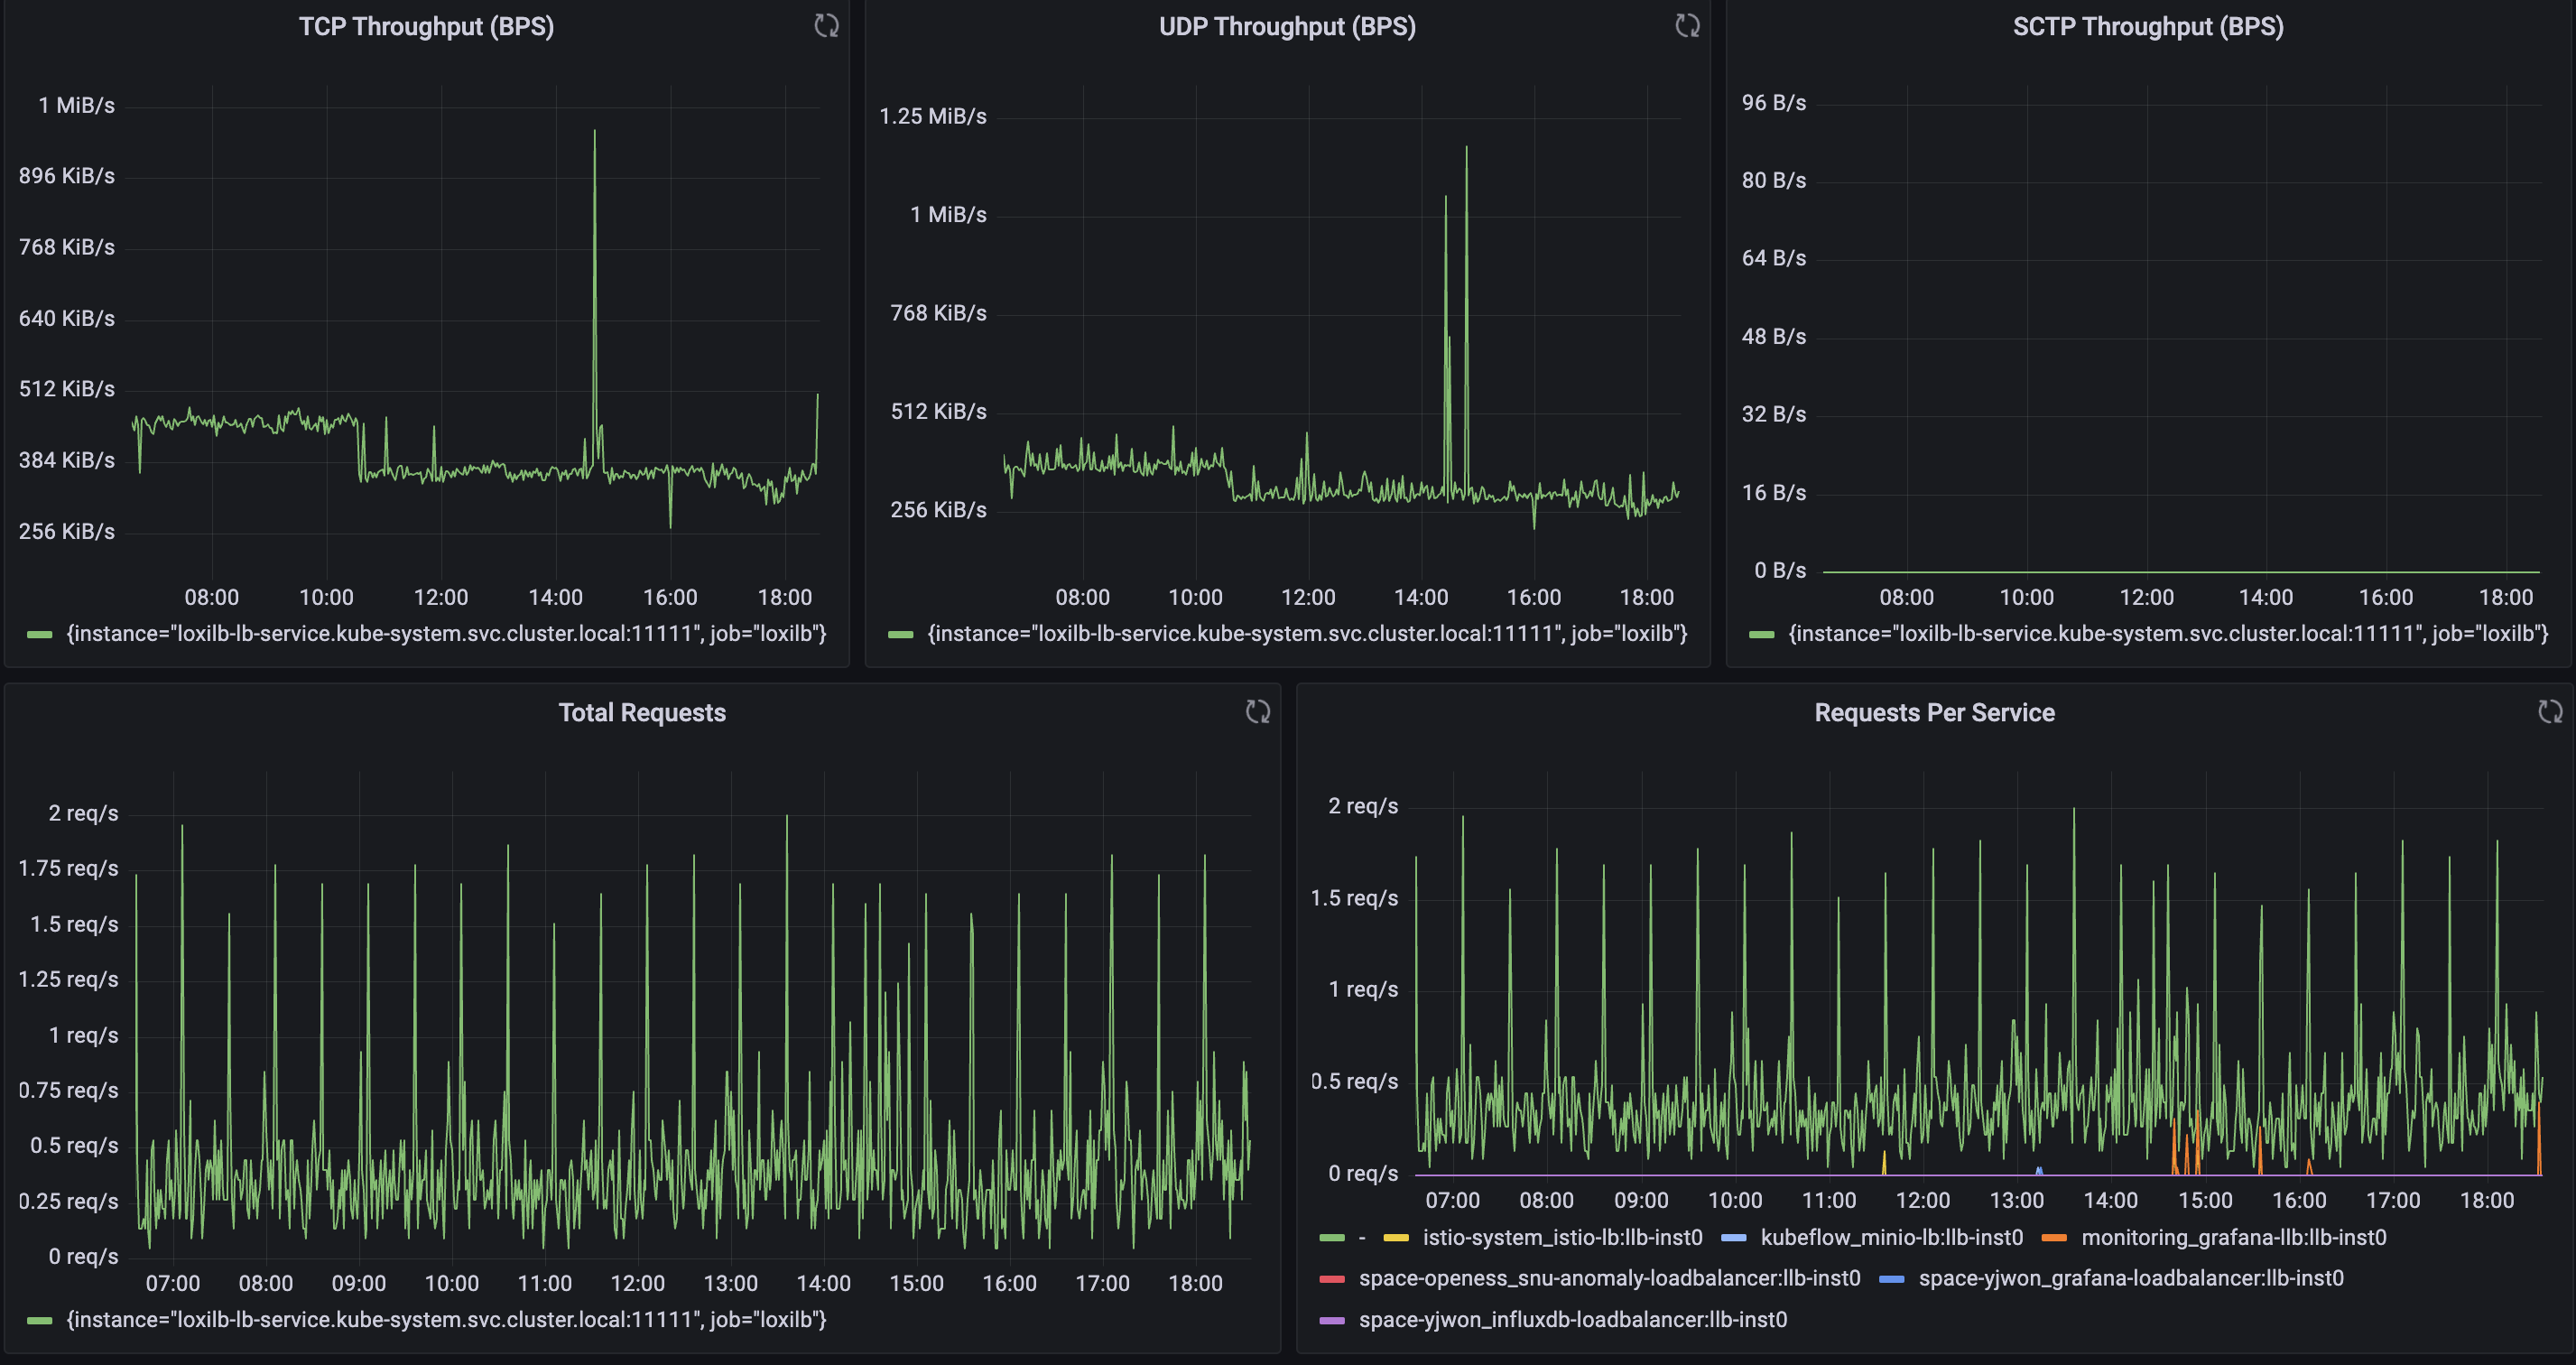 TCP Throughput (BPS)
1 MiB/s
896 KiB/s
768 KiB/s
640 KiB/s
512 KiB/s
384 KiB/s
256 KiB/s
08:00 10:00 12:00 14:00 16:00 18:00
{instance="loxilb-lb-service.kube-system.svc.cluster.local:11111", job="loxilb"}
UDP Throughput (BPS)
1.25 MiB/s
1 MiB/s
768 KiB/s
512 KiB/s
256 KiB/s
08:00 10:00 12:00 14:00 16:00 18:00
{instance="loxilb-lb-service.kube-system.svc.cluster.local:11111", job="loxilb"}
SCTP Throughput (BPS)
96 B/s
80 B/s
64 B/s
48 B/s
32 B/s
16 B/s
0 B/s
08:00 10:00 12:00 14:00 16:00 18:00
{instance="loxilb-lb-service.kube-system.svc.cluster.local:11111", job="loxilb"}
Total Requests
2 req/s
1.75 req/s
1.5 req/s
1.25 req/s
1 req/s
0.75 req/s
0.5 req/s
0.25 req/s
0 req/s
07:00 08:00 09:00 10:00 11:00 12:00 13:00 14:00 15:00 16:00 17:00 18:00
{instance="loxilb-lb-service.kube-system.svc.cluster.local:11111", job="loxilb"}
Requests Per Service
2 req/s
1.5 req/s
1 req/s
0.5 req/s
0 req/s
07:00 08:00 09:00 10:00 11:00 12:00 13:00 14:00 15:00 16:00 17:00 18:00
- istio-system_istio-lb:llb-inst0 kubeflow_minio-lb:llb-inst0 monitoring_grafana-llb:llb-inst0
space-openess_snu-anomaly-loadbalancer:llb-inst0 space-yjwon_grafana-loadbalancer:llb-inst0
space-yjwon_influxdb-loadbalancer:llb-inst0